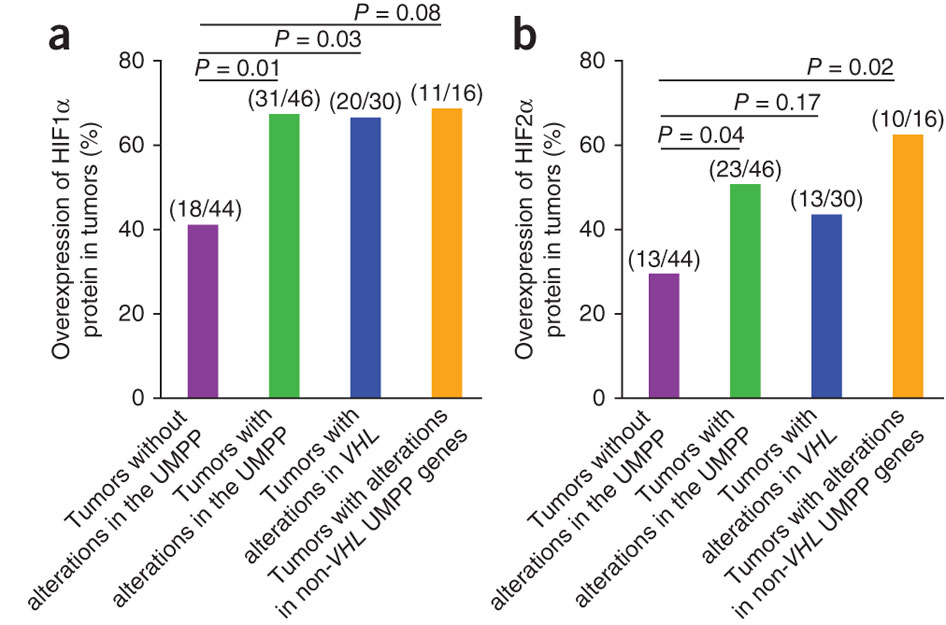 a
P = 0.08
P = 0.03
P = 0.01
80
60
40
20
0
Overexpression of HIF1α
protein in tumors (%)
(18/44)
(31/46)
(20/30)
(11/16)
Tumors without
alterations in the UMPP
Tumors with
alterations in the UMPP
Tumors with
alterations in VHL
Tumors with alterations
in non-VHL UMPP genes
b
P = 0.02
P = 0.17
P = 0.04
80
60
40
20
0
Overexpression of HIF2α
protein in tumors (%)
(13/44)
(23/46)
(13/30)
(10/16)
Tumors without
alterations in the UMPP
Tumors with
alterations in the UMPP
Tumors with
alterations in VHL
Tumors with alterations
in non-VHL UMPP genes